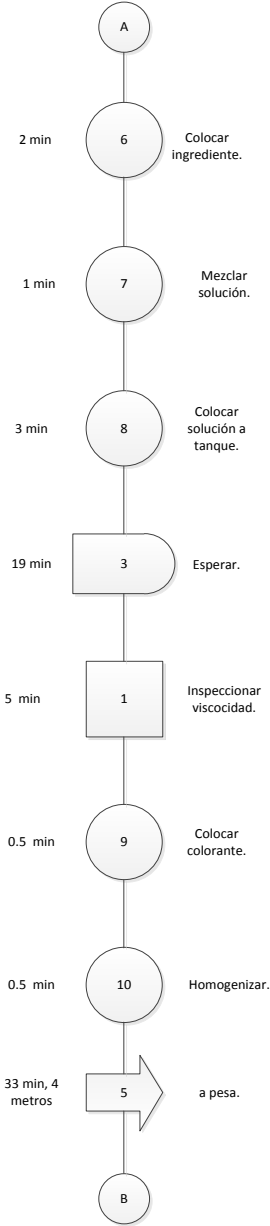 A
2 min
6
Colocar
ingrediente.
1 min
7
Mezclar
solución.
3 min
8
Colocar
solución a
tanque.
19 min
3
Esperar.
5 min
1
Inspeccionar
viscocidad.
0.5 min
9
Colocar
colorante.
0.5 min
10
Homogenizar.
33 min, 4
metros
5
a pesa.
B